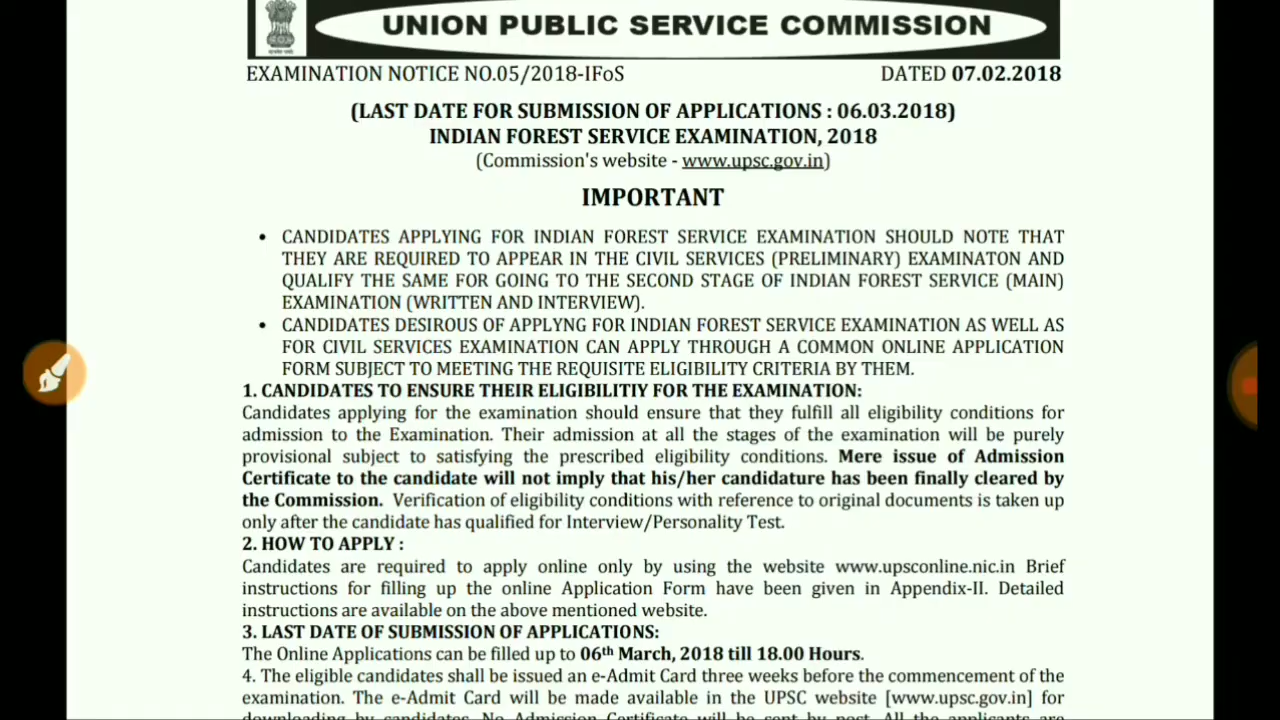 UNION PUBLIC SERVICE COMMISSION
EXAMINATION NOTICE NO.05/2018-IFoS DATED 07.02.2018
(LAST DATE FOR SUBMISSION OF APPLICATIONS : 06.03.2018)
INDIAN FOREST SERVICE EXAMINATION, 2018
(Commission's website - www.upsc.gov.in)
IMPORTANT
• CANDIDATES APPLYING FOR INDIAN FOREST SERVICE EXAMINATION SHOULD NOTE THAT
THEY ARE REQUIRED TO APPEAR IN THE CIVIL SERVICES (PRELIMINARY) EXAMINATON AND
QUALIFY THE SAME FOR GOING TO THE SECOND STAGE OF INDIAN FOREST SERVICE (MAIN)
EXAMINATION (WRITTEN AND INTERVIEW).
• CANDIDATES DESIROUS OF APPLYNG FOR INDIAN FOREST SERVICE EXAMINATION AS WELL AS
FOR CIVIL SERVICES EXAMINATION CAN APPLY THROUGH A COMMON ONLINE APPLICATION
FORM SUBJECT TO MEETING THE REQUISITE ELIGIBILITY CRITERIA BY THEM.
1. CANDIDATES TO ENSURE THEIR ELIGIBILITIY FOR THE EXAMINATION:
Candidates applying for the examination should ensure that they fulfill all eligibility conditions for
admission to the Examination. Their admission at all the stages of the examination will be purely
provisional subject to satisfying the prescribed eligibility conditions. Mere issue of Admission
Certificate to the candidate will not imply that his/her candidature has been finally cleared by
the Commission. Verification of eligibility conditions with reference to original documents is taken up
only after the candidate has qualified for Interview/Personality Test.
2. HOW TO APPLY :
Candidates are required to apply online only by using the website www.upsconline.nic.in Brief
instructions for filling up the online Application Form have been given in Appendix-II. Detailed
instructions are available on the above mentioned website.
3. LAST DATE OF SUBMISSION OF APPLICATIONS:
The Online Applications can be filled up to 06th March, 2018 till 18.00 Hours.
4. The eligible candidates shall be issued an e-Admit Card three weeks before the commencement of the
examination. The e-Admit Card will be made available in the UPSC website [www.upsc.gov.in] for
downloading by candidates. No Admission Certificate will be sent by post. All the applicants are